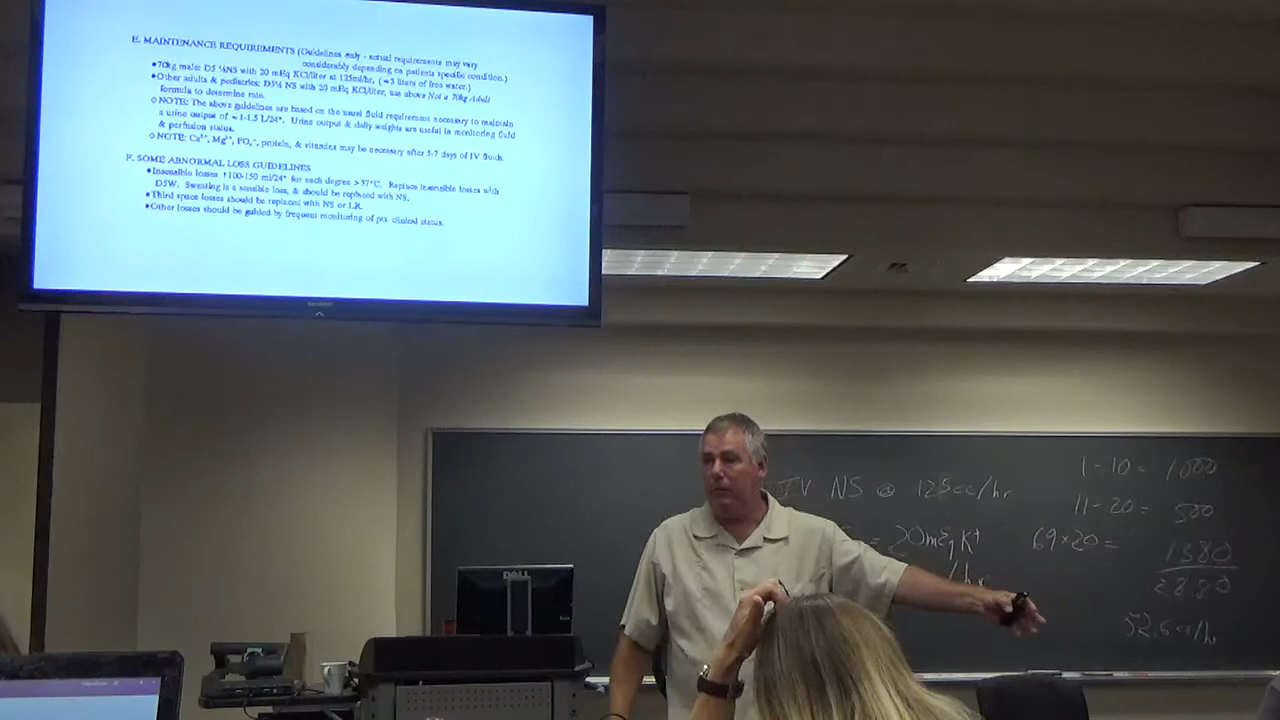 E. MAINTENANCE REQUIREMENTS (Guidelines only - actual requirements may vary
considerably depending on patients specific condition.)
●70kg male: D5 ½NS with 20 mEq KCl/liter at 125ml/hr, (≈3 liters of free water.)
●Other adults & pediatrics: D5¼ NS with 20 mEq KCl/liter, use above Not a 70kg Adult
formula to determine rate.
○NOTE: The above guidelines are based on the usual fluid requirement necessary to maintain
a urine output of ≈1-1.5 L/24°. Urine output & daily weights are useful in monitoring fluid
& perfusion status.
○NOTE: Ca²⁺, Mg²⁺, PO₄⁻, protein, & vitamins may be necessary after 5-7 days of IV fluids.
F. SOME ABNORMAL LOSS GUIDELINES
●Insensible losses ↑100-150 ml/24° for each degree >37°C. Replace insensible losses with
D5W. Sweating is a sensible loss, & should be replaced with NS.
●Third space losses should be replaced with NS or LR.
●Other losses should be guided by frequent monitoring of pts. clinical status.
IV NS @ 125cc/hr
= 20mEq K+
/hr
1-10= 1000
11-20= 500
69×20= 1380
2880
DELL